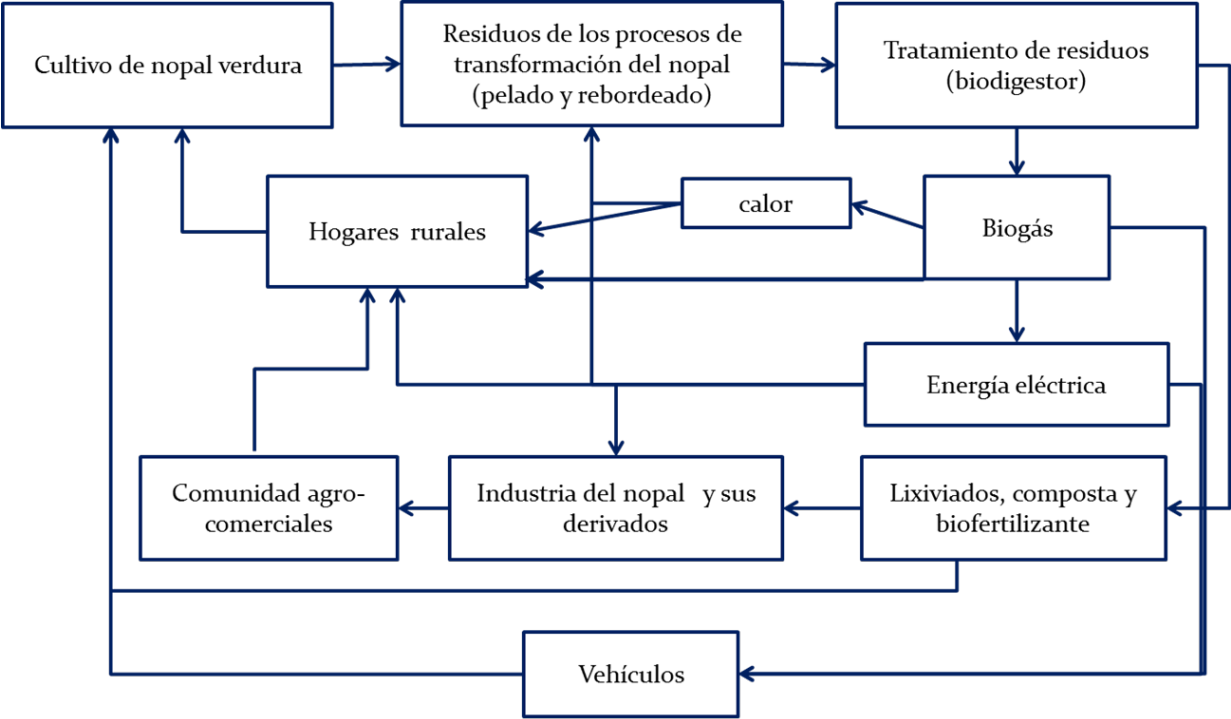 Cultivo de nopal verdura
Residuos de los procesos de
transformación del nopal
(pelado y rebordeado)
Tratamiento de residuos
(biodigestor)
Hogares rurales
calor
Biogás
Energía eléctrica
Comunidad agro-
comerciales
Industria del nopal y sus
derivados
Lixiviados, composta y
biofertilizante
Vehículos